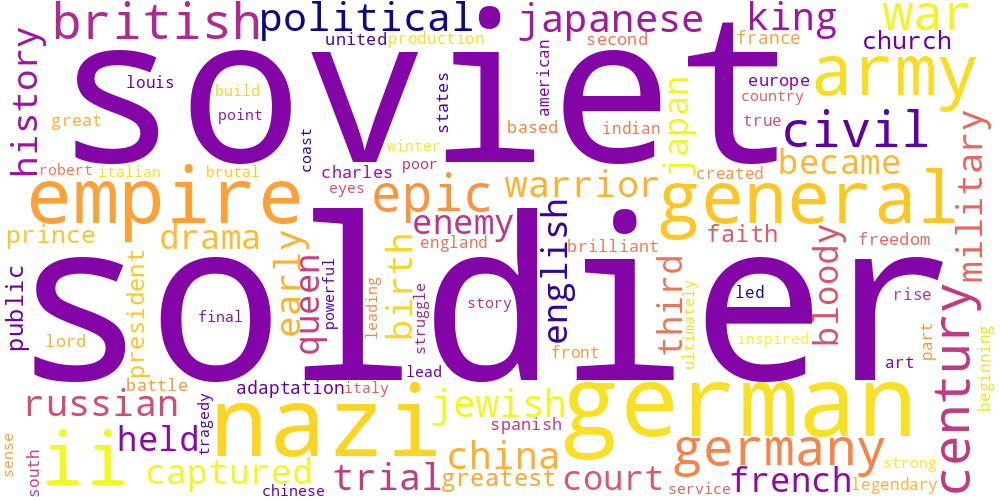 british
political
japanese
king
war
soviet
united
production
second
france
church
history
louis
build
point
states
american
europe
country
army
great
coast
winter
based
indian
true
civil
japan
robert
italian
brutal
charles
poor
eyes
created
became
empire
epic
warrior
general
military
prince
drama
enemy
england
english
brilliant
faith
freedom
soldier
public
president
early
queen
powerful
birth
leading
struggle
story
third
ultimately
led
bloody
rise
lord
final
front
inspired
part
art
century
beginning
battle
adaptation
italy
lead
russian
nazi
jewish
german
tragedy
spanish
held
ii
sense
south
captured
chinese
trial
china
greatest
court
germany
service
french
strong
legendary